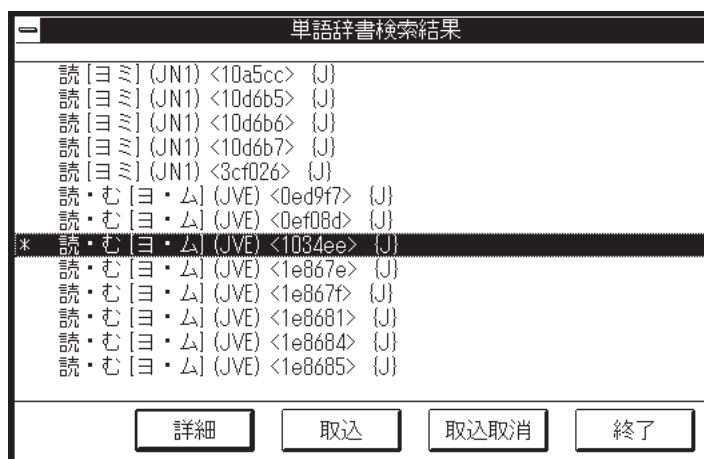 単語辞書検索結果
読[ヨミ](JN1) <10a5cc> {J}
読[ヨミ](JN1) <10d6b5> {J}
読[ヨミ](JN1) <10d6b6> {J}
読[ヨミ](JN1) <10d6b7> {J}
読[ヨミ](JN1) <3cf026> {J}
読・む[ヨ・ム](JVE) <0ed9f7> {J}
読・む[ヨ・ム](JVE) <0ef08d> {J}
* 読・む[ヨ・ム](JVE) <1034ee> {J}
読・む[ヨ・ム](JVE) <1e867e> {J}
読・む[ヨ・ム](JVE) <1e867f> {J}
読・む[ヨ・ム](JVE) <1e8681> {J}
読・む[ヨ・ム](JVE) <1e8684> {J}
読・む[ヨ・ム](JVE) <1e8685> {J}
詳細 取込 取込取消 終了